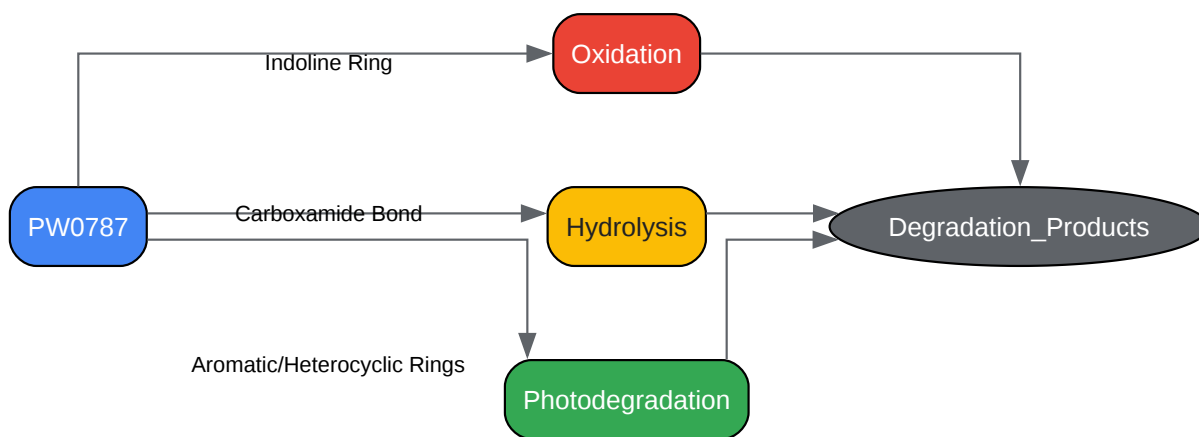 Oxidation
Indoline Ring
PW0787
Carboxamide Bond
Hydrolysis
Degradation_Products
Aromatic/Heterocyclic Rings
Photodegradation